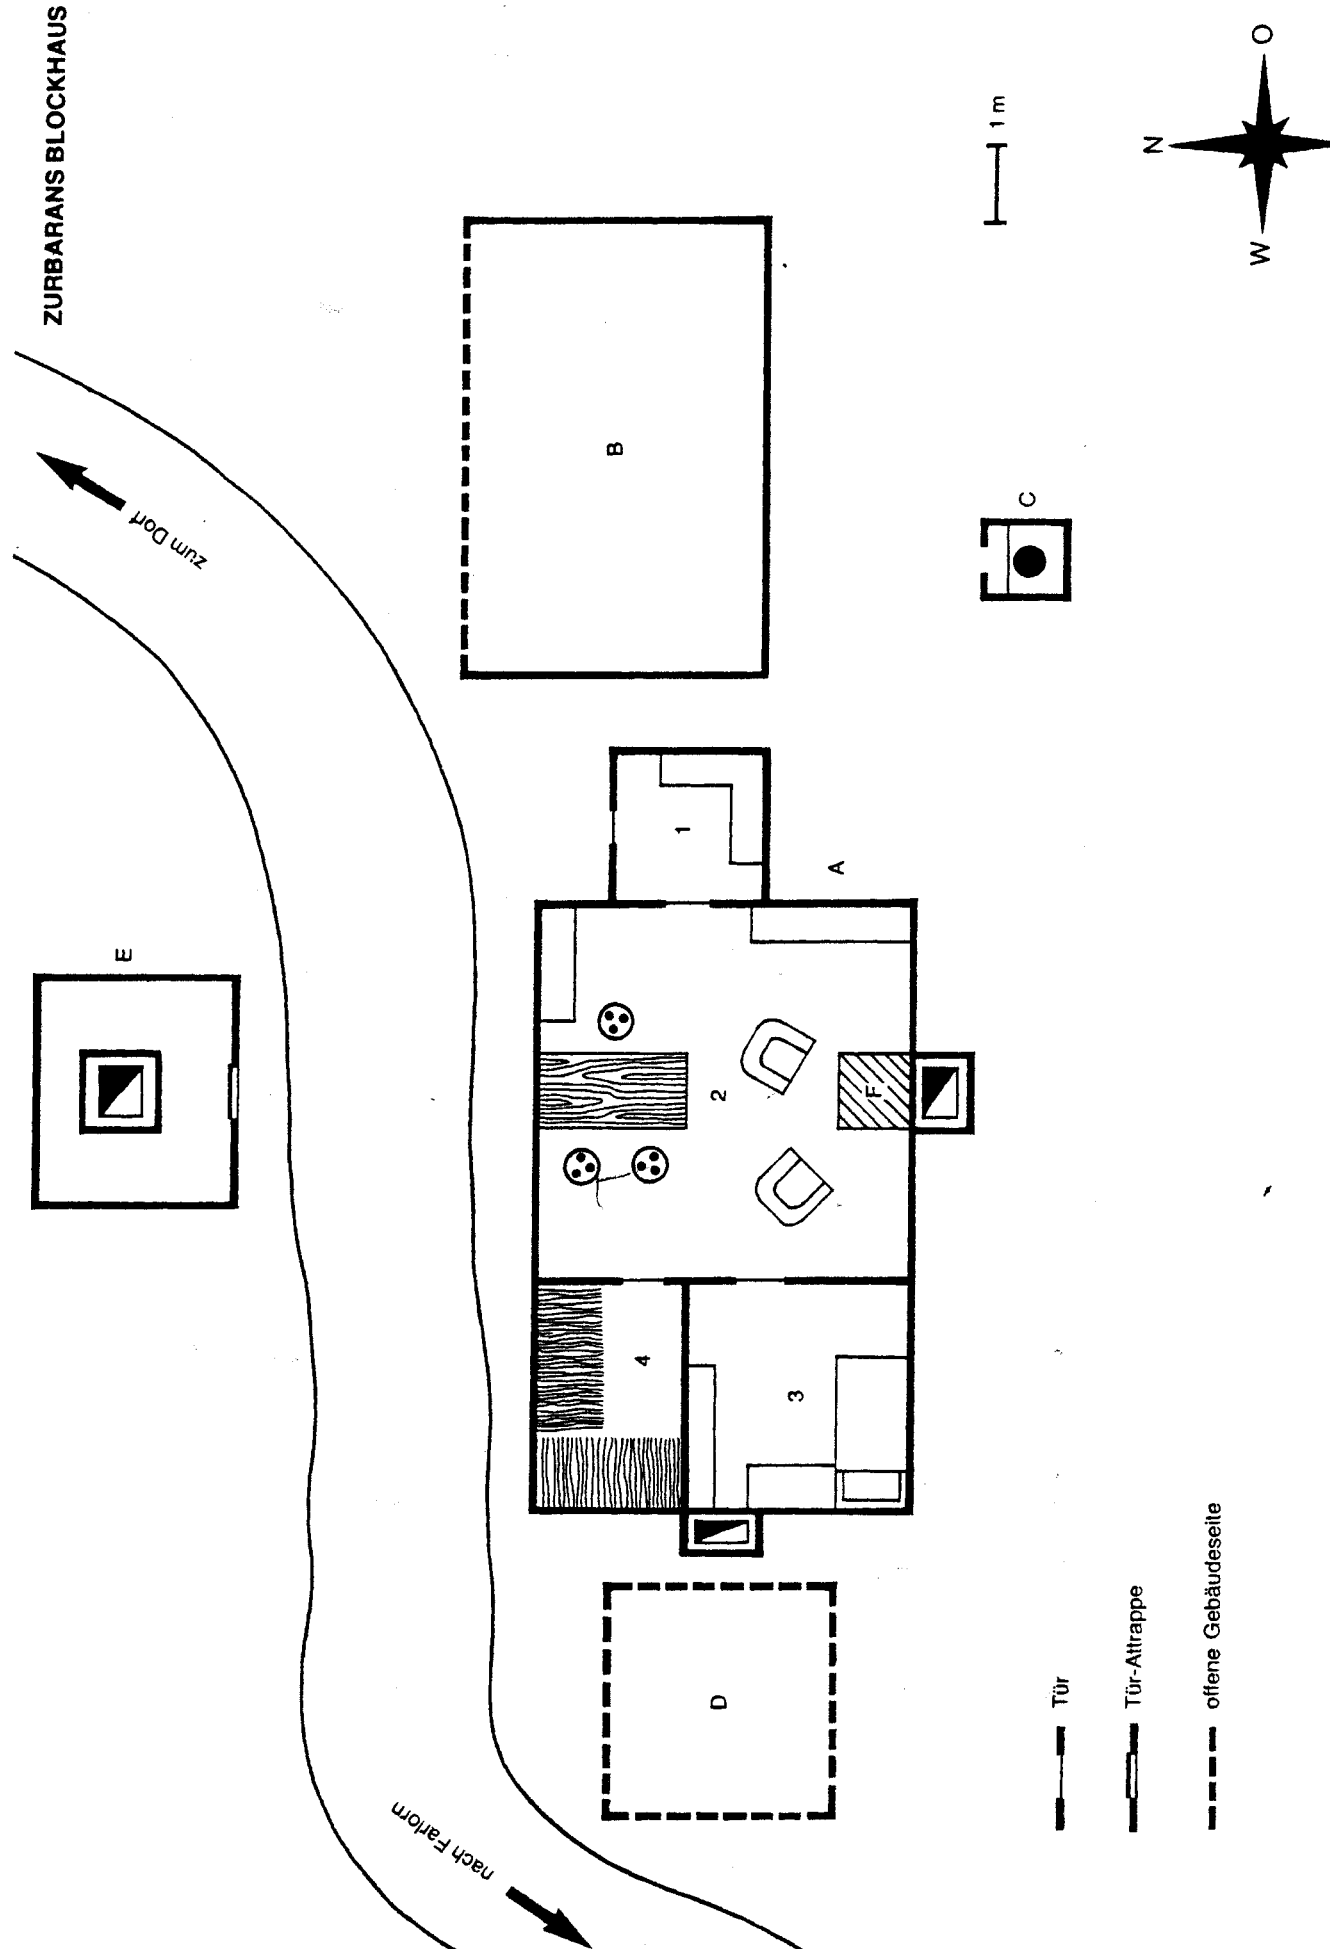 ZURBARANS BLOCKHAUS
zum Dorf
nach Farlorn
E
B
C
A
D
1
2
3
4
F
1 m
N
O
W
Tür
Tür-Attrappe
offene Gebäudeseite